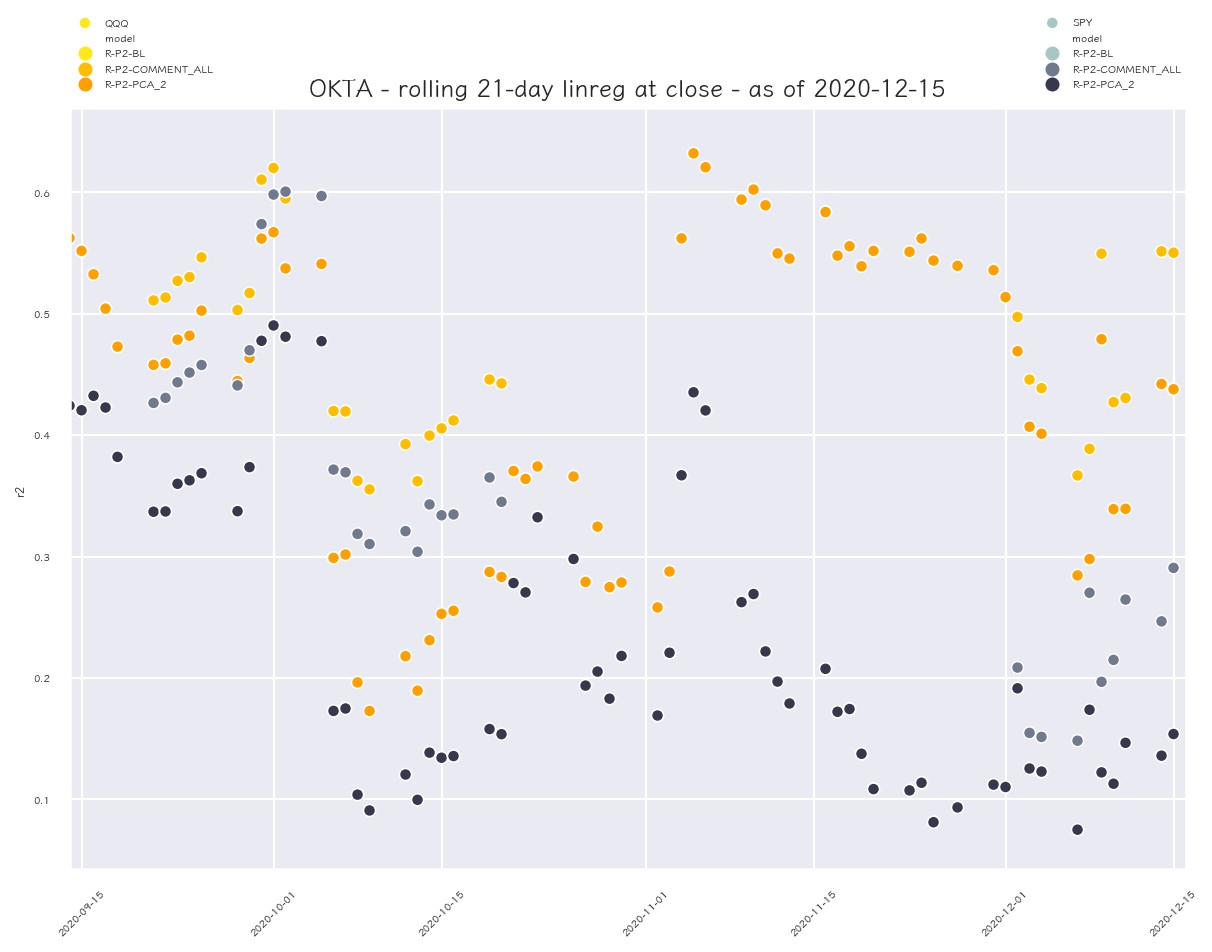 QQQ
model
R-P2-BL
R-P2-COMMENT_ALL
R-P2-PCA_2
SPY
model
R-P2-BL
R-P2-COMMENT_ALL
R-P2-PCA_2
OKTA - rolling 21-day linreg at close - as of 2020-12-15
r2
0.6
0.5
0.4
0.3
0.2
0.1
2020-09-15
2020-10-01
2020-10-15
2020-11-01
2020-11-15
2020-12-01
2020-12-15